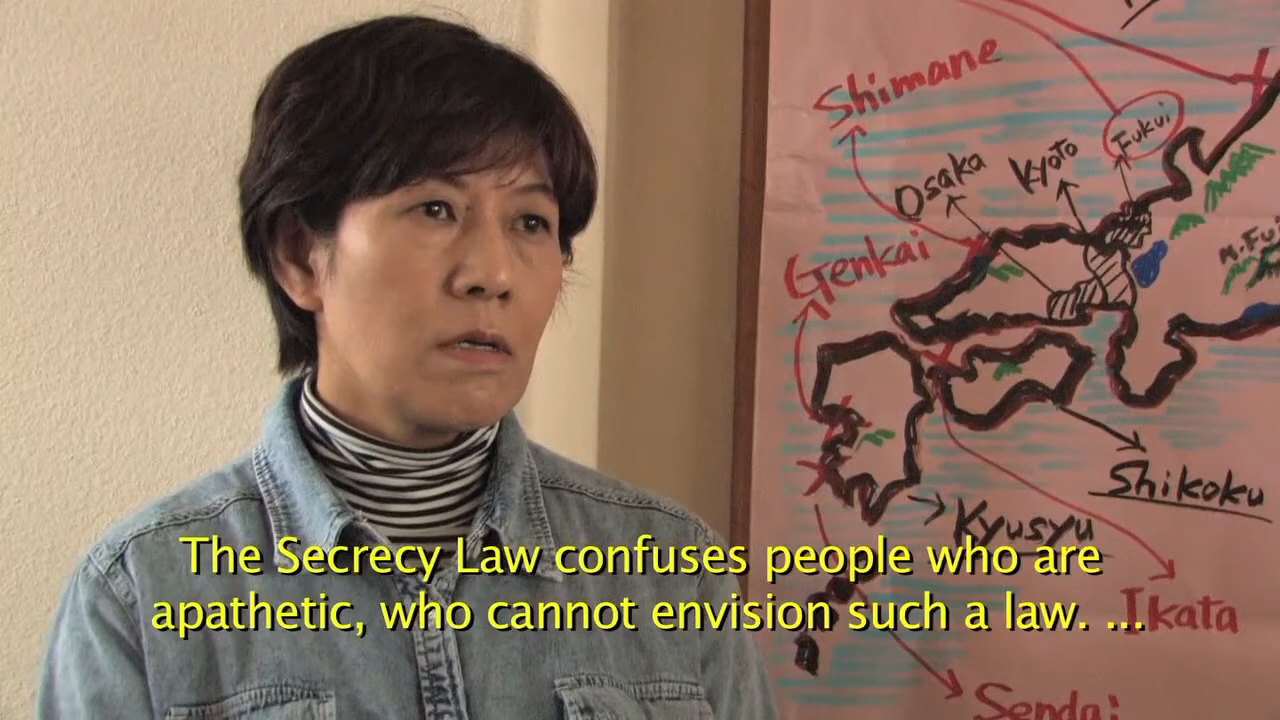 Shimane
Fukui
Osaka
Kyoto
Genkai
M.Fuji
Shikoku
Kyusyu
Ikata
Sendai
The Secrecy Law confuses people who are
apathetic, who cannot envision such a law. ...